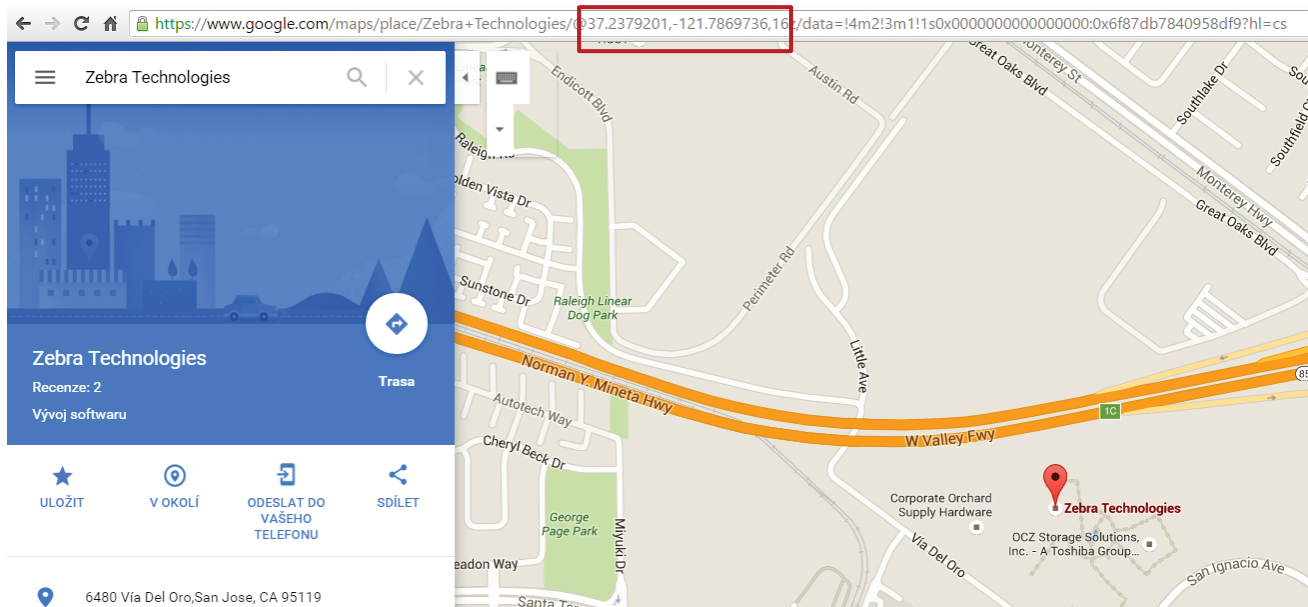 https://www.google.com/maps/place/Zebra+Technologies/@37.2379201,-121.7869736,16z/data=!4m2!3m1!1s0x0000000000000000:0x6f87db7840958df9?hl=cs
Zebra Technologies
Zebra Technologies
Recenze: 2
Vývoj softwaru
Trasa
ULOŽIT
V OKOLÍ
ODESLAT DO
VAŠEHO
TELEFONU
SDÍLET
6480 Vía Del Oro,San Jose, CA 95119
Endicott Blvd
Austin Rd
Great Oaks Blvd
Monterey St
Southlake Dr
Monterey Hwy
Great Oaks Blvd
Vista Dr
Sunstone Dr
Raleigh Linear
Dog Park
Perimeter Rd
Little Ave
Norman Y. Mineta Hwy
Autotech Way
Cheryl Beck Dr
W Valley Fwy
1C
85
George
Page Park
Miyuki Dr
Corporate Orchard
Supply Hardware
Zebra Technologies
OCZ Storage Solutions,
Inc. - A Toshiba Group...
Via Del Oro
San Ignacio Ave
eadon Way
Santa Te